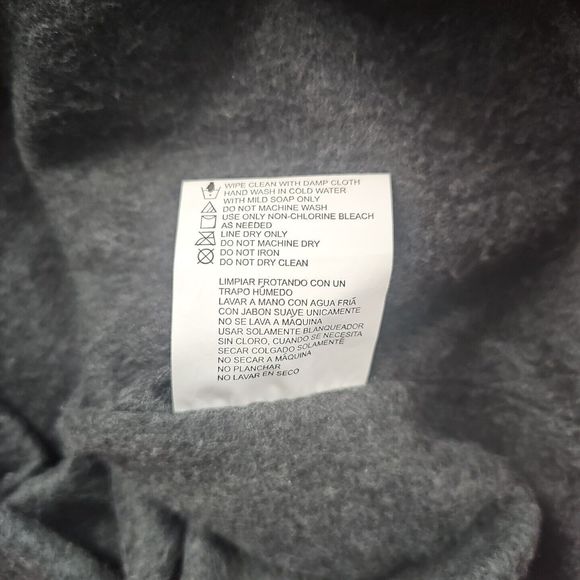 WIPE CLEAN WITH DAMP CLOTH
HAND WASH IN COLD WATER
WITH MILD SOAP ONLY
DO NOT MACHINE WASH
USE ONLY NON-CHLORINE BLEACH
AS NEEDED
LINE DRY ONLY
DO NOT MACHINE DRY
DO NOT IRON
DO NOT DRY CLEAN
LIMPIAR FROTANDO CON UN
TRAPO HÚMEDO
LAVAR A MANO CON AGUA FRIÁ
CON JABON SUAVE UNICAMENTE
NO SE LAVA A MÁQUINA
USAR SOLAMENTE BLANQUEADOR
SIN CLORO, CUANDO SE NECESITA
SECAR COLGADO SOLAMENTE
NO SECAR A MÁQUINA
NO PLANCHAR
NO LAVAR EN SECO